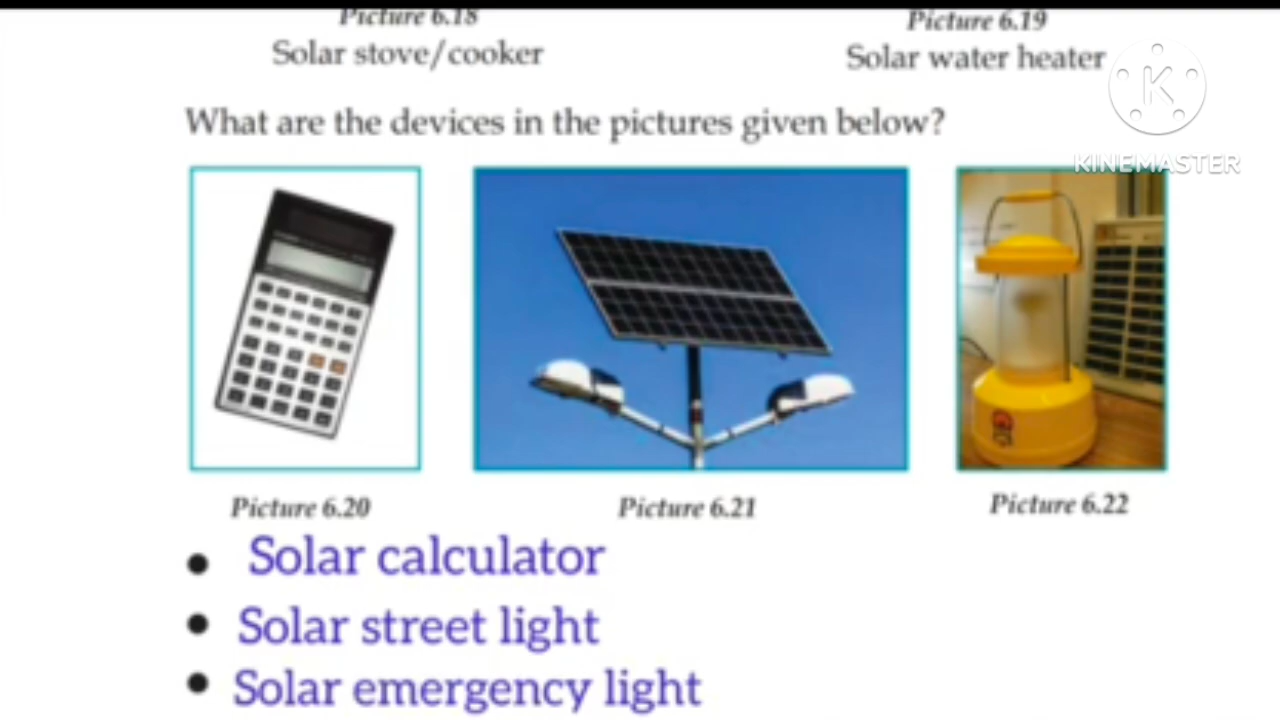 Picture 6.18
Picture 6.19
Solar stove/cooker
Solar water heater
K
KINEMASTER
What are the devices in the pictures given below?
Picture 6.20
Picture 6.21
Picture 6.22
• Solar calculator
• Solar street light
• Solar emergency light